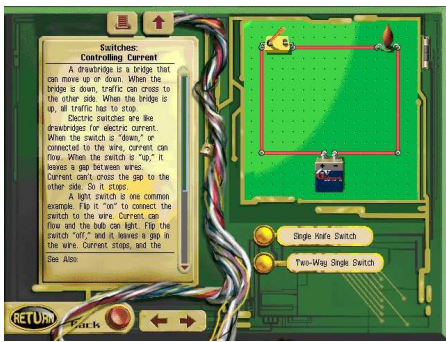 Switches:
Controlling Current
A drawbridge is a bridge that
can move up or down. When the
bridge is down, traffic can cross to
the other side. When the bridge is
up, all traffic has to stop.
Electric switches are like
drawbridges for electric current.
When the switch is "down," or
connected to the wire, current can
flow. When the switch is "up," it
leaves a gap between wires.
Current can't cross the gap to the
other side. So it stops.
A light switch is one common
example. Flip it "on" to connect the
switch to the wire. Current can
flow and the bulb can light. Flip the
switch "off," and it leaves a gap in
the wire. Current stops, and the
See Also:
Single Knife Switch
Two-Way Single Switch
RETURN
Back